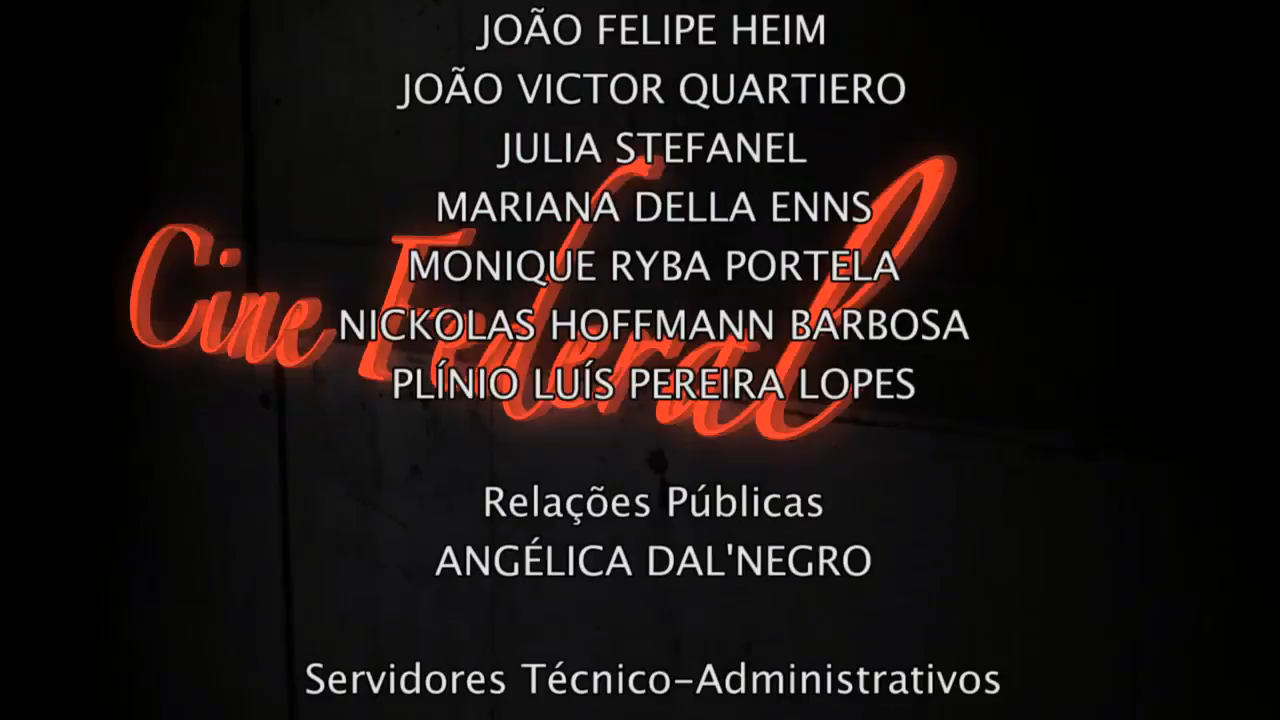 JOÃO FELIPE HEIM
JOÃO VICTOR QUARTIERO
JULIA STEFANEL
MARIANA DELLA ENNS
MONIQUE RYBA PORTELA
NICKOLAS HOFFMANN BARBOSA
PLÍNIO LUÍS PEREIRA LOPES
Cine Federal
Relações Públicas
ANGÉLICA DAL'NEGRO
Servidores Técnico-Administrativos